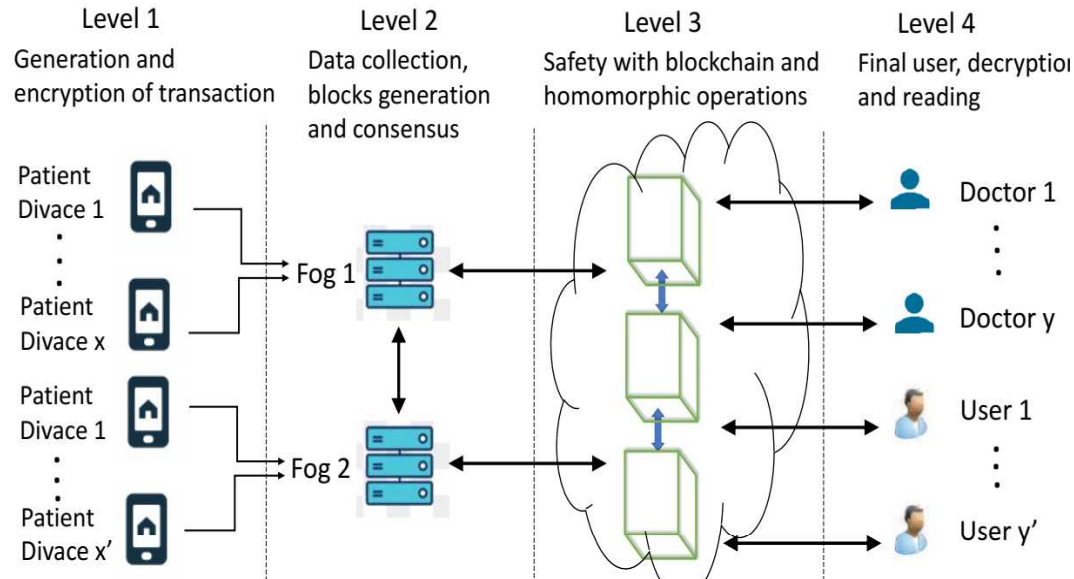 Level 1
Generation and
encryption of transaction
Patient
Divace 1
Patient
Divace x
Patient
Divace 1
Patient
Divace x’
Level 2
Data collection,
blocks generation
and consensus
Fog 1
Fog 2
Level 3
Safety with blockchain and
homomorphic operations
Level 4
Final user, decryption
and reading
Doctor 1
Doctor y
User 1
User y’